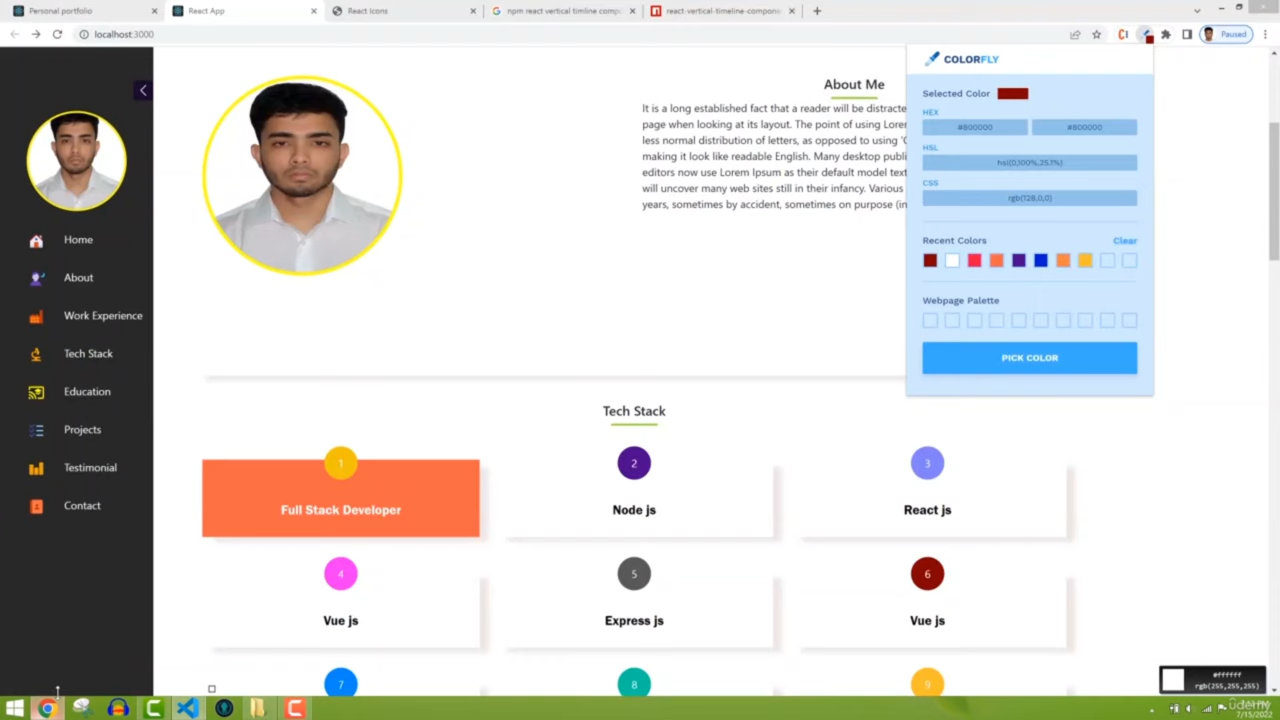 Personal portfolio
React App
React Icons
npm react vertical timline comp
react-vertical-timeline-compone
localhost:3000
Paused
Home
About
Work Experience
Tech Stack
Education
Projects
Testimonial
Contact
About Me
It is a long established fact that a reader will be distracte
page when looking at its layout. The point of using Loren
less normal distribution of letters, as opposed to using 'C
making it look like readable English. Many desktop publi
editors now use Lorem Ipsum as their default model text
will uncover many web sites still in their infancy. Various
years, sometimes by accident, sometimes on purpose (in
COLORFLY
Selected Color
HEX
#800000
#800000
HSL
hsl(0,100%,25.1%)
CSS
rgb(128,0,0)
Recent Colors
Clear
Webpage Palette
PICK COLOR
Tech Stack
1
Full Stack Developer
2
Node js
3
React js
4
Vue js
5
Express js
6
Vue js
7
8
9
#ffffff
rgb(255,255,255)
7/15/2022
Udemy